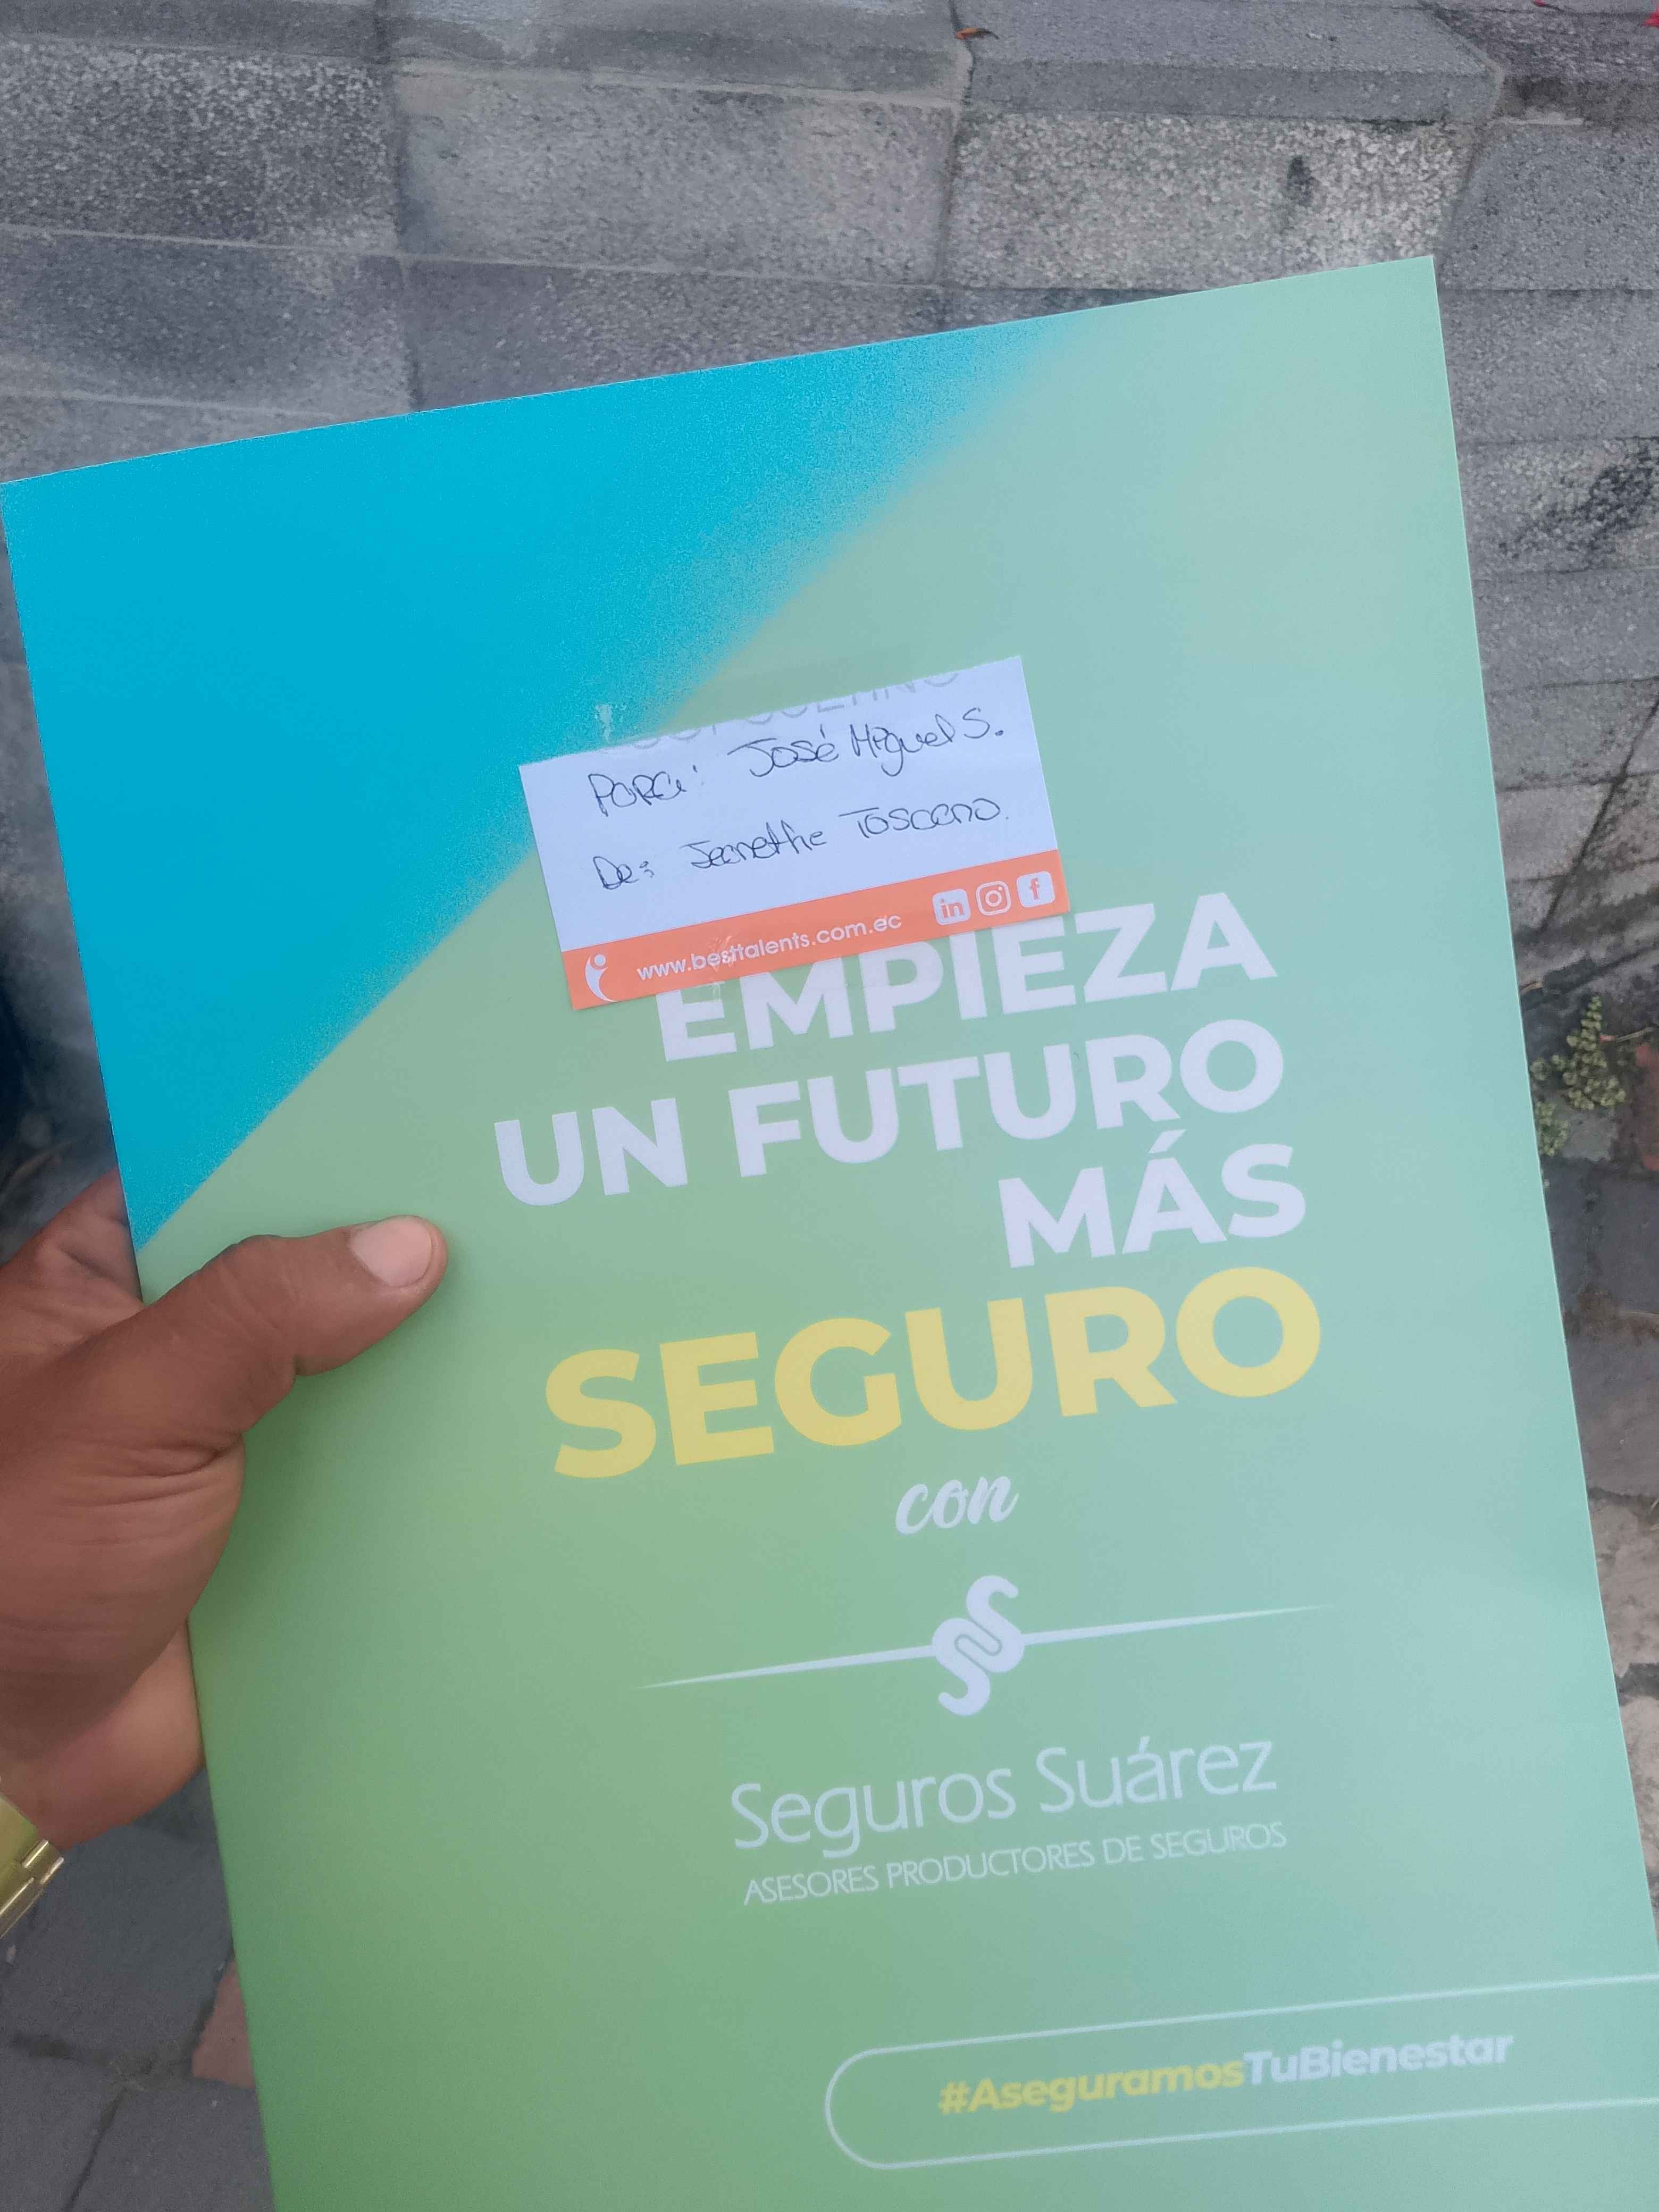 Para: José Miguel S.
De: Jeanethe Toscano.
www.besttalents.com.ec
EMPIEZA
UN FUTURO
MÁS
SEGURO
con
Seguros Suárez
ASESORES PRODUCTORES DE SEGUROS
#AseguramosTuBienestar